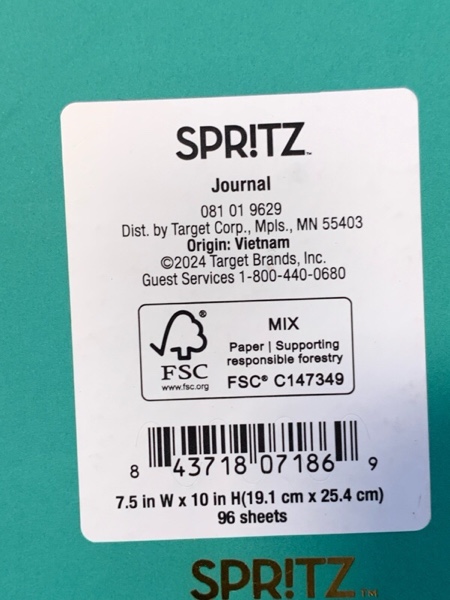 SPR!TZ™
Journal
081 01 9629
Dist. by Target Corp., Mpls., MN 55403
Origin: Vietnam
©2024 Target Brands, Inc.
Guest Services 1-800-440-0680
MIX
Paper | Supporting
responsible forestry
FSC® C147349
®
FSC
www.fsc.org
8 43718 07186 9
7.5 in W x 10 in H(19.1 cm x 25.4 cm)
96 sheets
SPR!TZ™